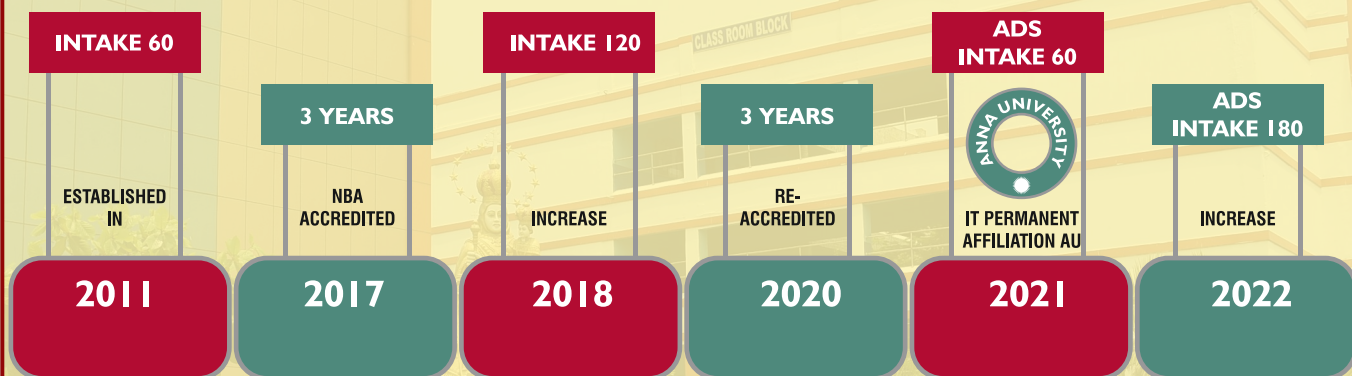 INTAKE 60
ESTABLISHED
IN
2011
3 YEARS
NBA
ACCREDITED
2017
INTAKE 120
INCREASE
2018
CLASS ROOM BLOCK
3 YEARS
RE-
ACCREDITED
2020
ADS
INTAKE 60
ANNA UNIVERSITY
IT PERMANENT
AFFILIATION AU
2021
ADS
INTAKE 180
INCREASE
2022